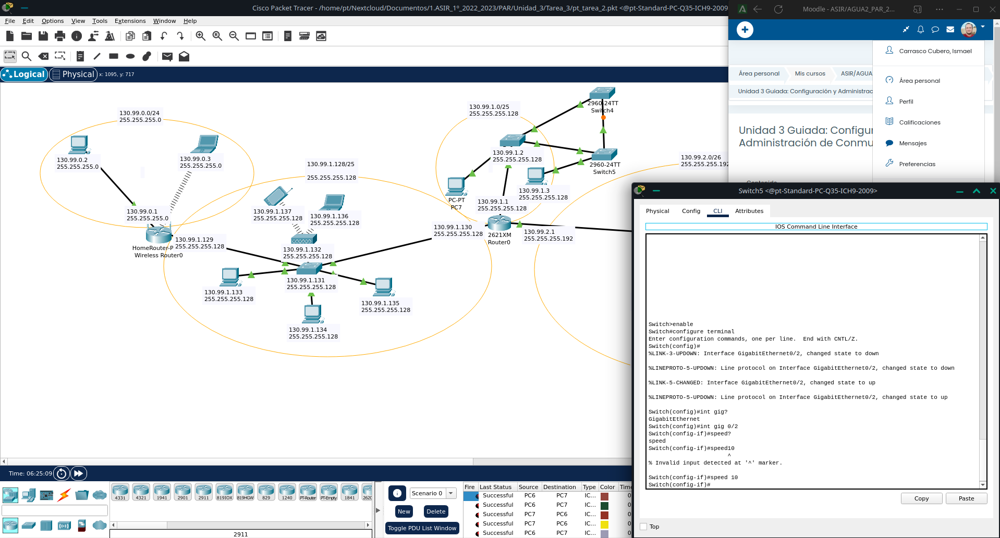 Cisco Packet Tracer - /home/pt/Nextcloud/Documentos/1.ASIR_1º_2022_2023/PAR/Unidad_3/Tarea_3/pt_tarea_2.pkt <@pt-Standard-PC-Q35-ICH9-2009
File Edit Options View Tools Extensions Window Help
Logical
Physical
x: 1095, y: 717
130.99.0.0/24
255.255.255.0
130.99.0.2
255.255.255.0
130.99.0.3
255.255.255.0
130.99.0.1
255.255.255.0
HomeRouter-P
Wireless Router0
130.99.1.129
255.255.255.128
130.99.1.128/25
255.255.255.128
130.99.1.137
255.255.255.128
130.99.1.136
255.255.255.128
130.99.1.132
255.255.255.128
130.99.1.131
255.255.255.128
130.99.1.133
255.255.255.128
130.99.1.134
255.255.255.128
130.99.1.135
255.255.255.128
130.99.1.130
255.255.255.128
130.99.1.0/25
255.255.255.128
2960-24TT
Switch4
130.99.1.2
255.255.255.128
2960-24TT
Switch5
PC-PT
PC7
130.99.1.3
255.255.255.128
130.99.1.1
255.255.255.128
2621XM
Router0
130.99.2.1
255.255.255.192
130.99.2.0/26
255.255.255.192
Time: 06:25:09
4331 4321 1941 2901 2911 819IOX 819HGW 829 1240 PT-Router PT-Empty 1841 2620
2911
Scenario 0
New
Delete
Toggle PDU List Window
Fire Last Status Source Destination Type Color Time
Successful PC6 PC7 IC... 0
Successful PC6 PC7 IC... 0
Successful PC7 PC6 IC... 0
Successful PC7 PC6 IC... 0
Successful PC6 PC7 IC... 0
Moodle - ASIR/AGUA2_PAR_2...
Carrasco Cubero, Ismael
Área personal
Perfil
Calificaciones
Mensajes
Preferencias
Área personal
Mis cursos
ASIR/AGUA
Unidad 3 Guiada: Configuración y Administrac
Unidad 3 Guiada: Configur
Administración de Conmu
Switch5 <@pt-Standard-PC-Q35-ICH9-2009>
Physical Config CLI Attributes
IOS Command Line Interface
Switch>enable
Switch#configure terminal
Enter configuration commands, one per line.  End with CNTL/Z.
Switch(config)#
%LINK-3-UPDOWN: Interface GigabitEthernet0/2, changed state to down
%LINEPROTO-5-UPDOWN: Line protocol on Interface GigabitEthernet0/2, changed state to down
%LINK-5-CHANGED: Interface GigabitEthernet0/2, changed state to up
%LINEPROTO-5-UPDOWN: Line protocol on Interface GigabitEthernet0/2, changed state to up
Switch(config)#int gig?
GigabitEthernet
Switch(config)#int gig 0/2
Switch(config-if)#speed?
speed
Switch(config-if)#speed10
^
% Invalid input detected at '^' marker.
Switch(config-if)#speed 10
Switch(config-if)#
Copy
Paste
Top